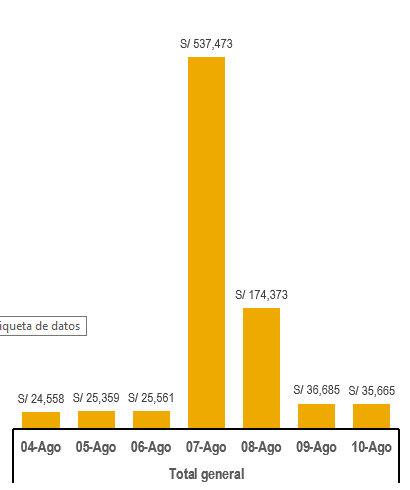 S/ 537,473
S/ 174,373
iqueta de datos
S/ 24,558 S/ 25,359 S/ 25,561 S/ 36,685 S/ 35,665
04-Ago 05-Ago 06-Ago 07-Ago 08-Ago 09-Ago 10-Ago
Total general